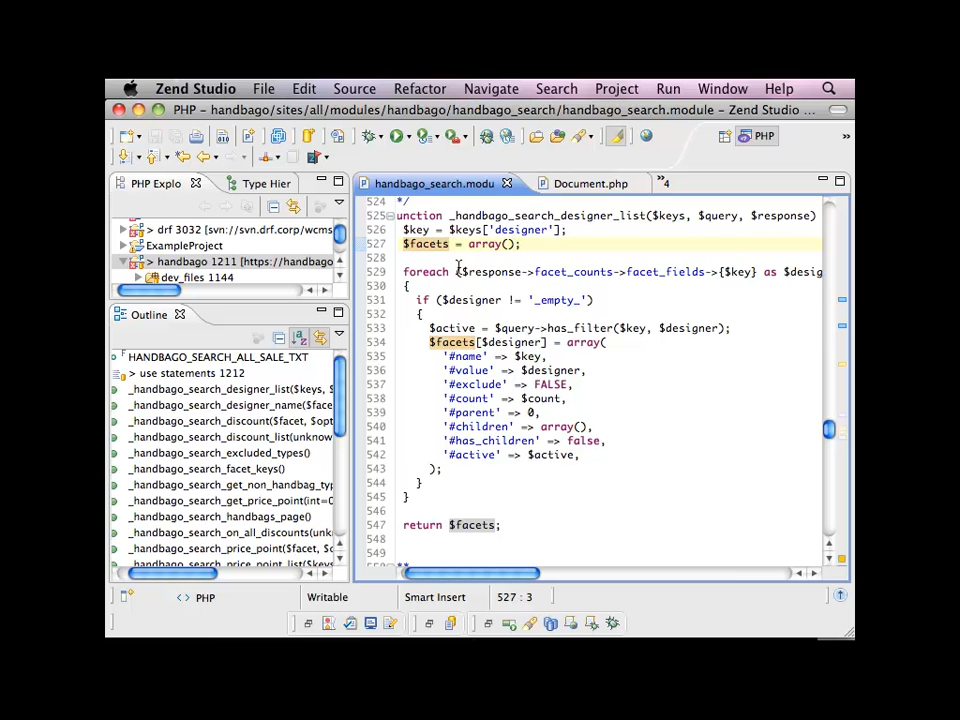 Zend Studio File Edit Source Refactor Navigate Search Project Run Window Help
PHP – handbago/sites/all/modules/handbago/handbago_search/handbago_search.module – Zend Studio ...
PHP
»
PHP Explo
Type Hier
drf 3032 [svn://svn.drf.corp/wcms
ExampleProject
> handbago 1211 [https://handbago
dev_files 1144
Outline
HANDBAGO_SEARCH_ALL_SALE_TXT
> use statements 1212
_handbago_search_designer_list($keys, $
_handbago_search_designer_name($face
_handbago_search_discount($facet, $opt
_handbago_search_discount_list(unknow
_handbago_search_excluded_types()
_handbago_search_facet_keys()
_handbago_search_get_non_handbag_typ
_handbago_search_get_price_point(int=0
_handbago_search_handbags_page()
_handbago_search_on_all_discounts(unk
_handbago_search_price_point($facet, $o
_handbago_search_price_point_list($facet
handbago_search.modu
Document.php
»4
524 */
525 unction _handbago_search_designer_list($keys, $query, $response)
526 $key = $keys['designer'];
527 $facets = array();
528
529 foreach ($response->facet_counts->facet_fields->{$key} as $desig
530 {
531 if ($designer != '_empty_')
532 {
533 $active = $query->has_filter($key, $designer);
534 $facets[$designer] = array(
535 '#name' => $key,
536 '#value' => $designer,
537 '#exclude' => FALSE,
538 '#count' => $count,
539 '#parent' => 0,
540 '#children' => array(),
541 '#has_children' => false,
542 '#active' => $active,
543 );
544 }
545 }
546
547 return $facets;
548
549
**
<> PHP
Writable
Smart Insert
527 : 3